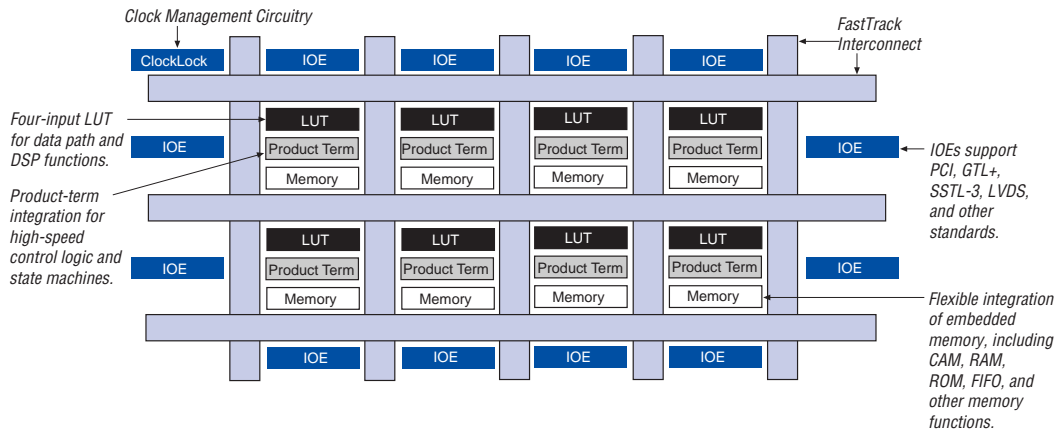 Clock Management Circuitry
FastTrack
Interconnect
ClockLock
IOE
IOE
IOE
IOE
Four-input LUT
for data path and
DSP functions.
LUT
LUT
LUT
LUT
IOE
Product Term
Product Term
Product Term
Product Term
IOE
IOEs support
PCI, GTL+,
SSTL-3, LVDS,
and other
standards.
Memory
Memory
Memory
Memory
Product-term
integration for
high-speed
control logic and
state machines.
LUT
LUT
LUT
LUT
IOE
Product Term
Product Term
Product Term
Product Term
IOE
Memory
Memory
Memory
Memory
Flexible integration
of embedded
memory, including
CAM, RAM,
ROM, FIFO, and
other memory
functions.
IOE
IOE
IOE
IOE